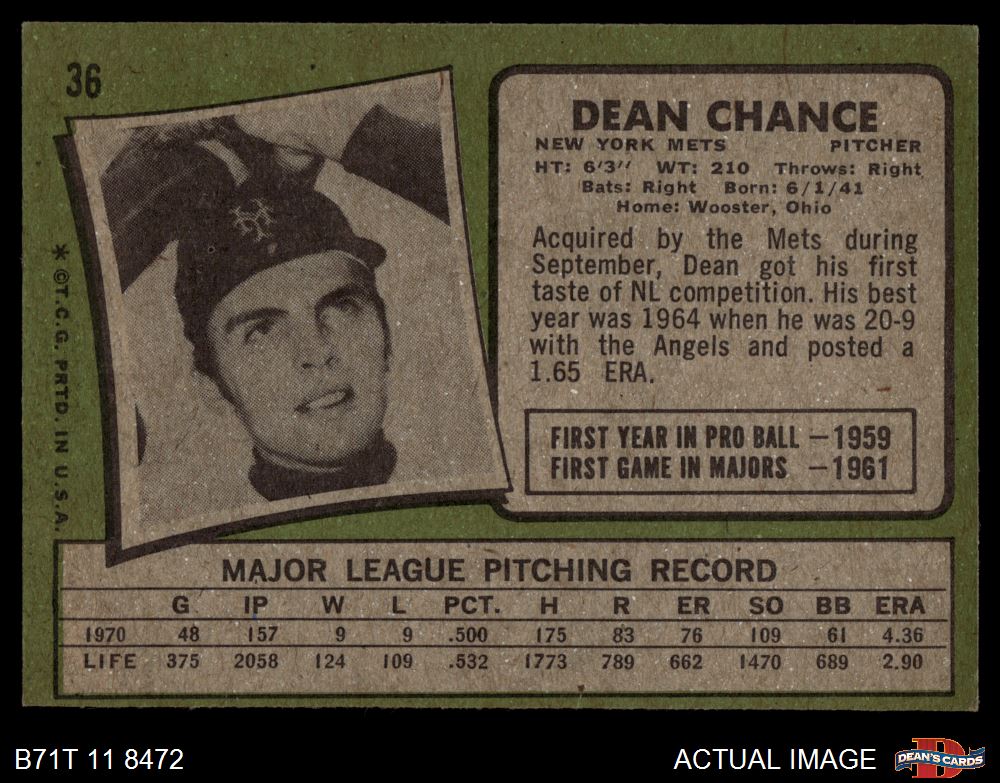 36
DEAN CHANCE
NEW YORK METS PITCHER
HT: 6'3" WT: 210 Throws: Right
Bats: Right Born: 6/1/41
Home: Wooster, Ohio
Acquired by the Mets during
September, Dean got his first
taste of NL competition. His best
year was 1964 when he was 20-9
with the Angels and posted a
1.65 ERA.
FIRST YEAR IN PRO BALL —1959
FIRST GAME IN MAJORS —1961
* ©T.C.G. PRTD. IN U.S.A.
MAJOR LEAGUE PITCHING RECORD
G IP W L PCT. H R ER SO BB ERA
1970 48 157 9 9 .500 175 83 76 109 61 4.36
LIFE 375 2058 124 109 .532 1773 789 662 1470 689 2.90
B71T 11 8472 ACTUAL IMAGE
D DEAN'S CARDS